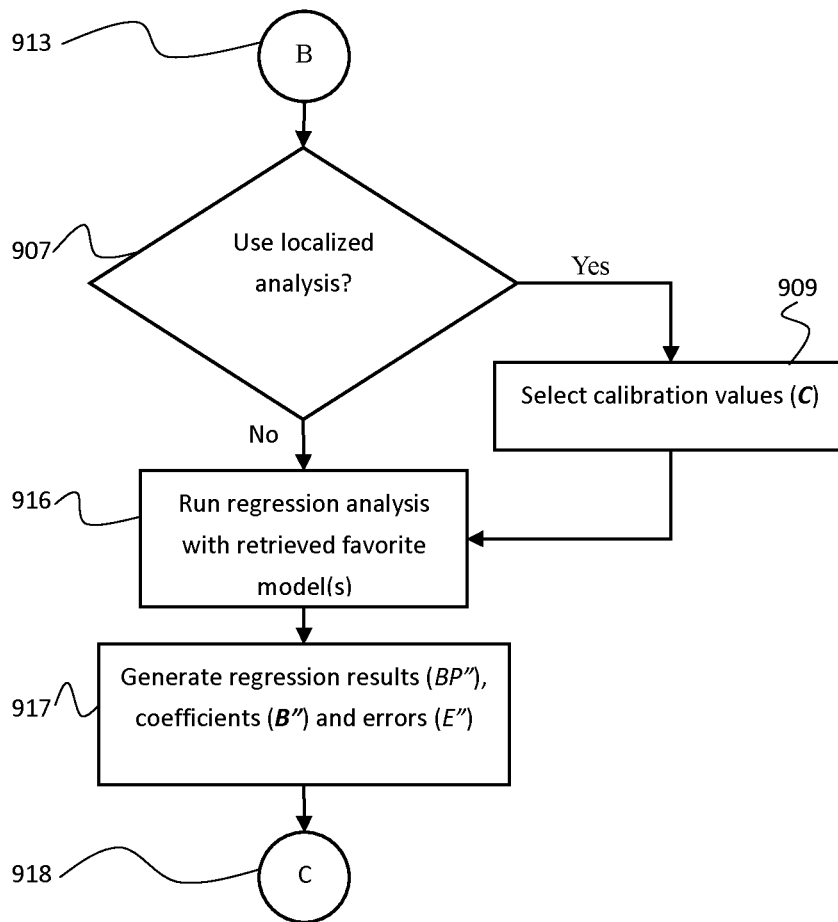 913
B
907
Use localized
analysis?
Yes
909
Select calibration values (C)
No
916
Run regression analysis
with retrieved favorite
model(s)
917
Generate regression results (BP”),
coefficients (B”) and errors (E”)
918
C